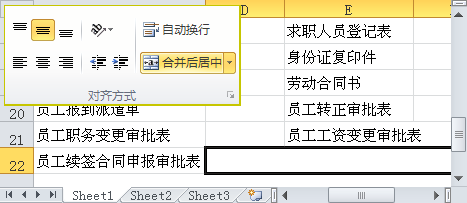 D E
求职人员登记表
自动换行
身份证复印件
合并后居中
劳动合同书
对齐方式
20 员工报到派遣单 员工转正审批表
21 员工职务变更审批表 员工工资变更审批表
22 员工续签合同申报审批表
Sheet1 Sheet2 Sheet3